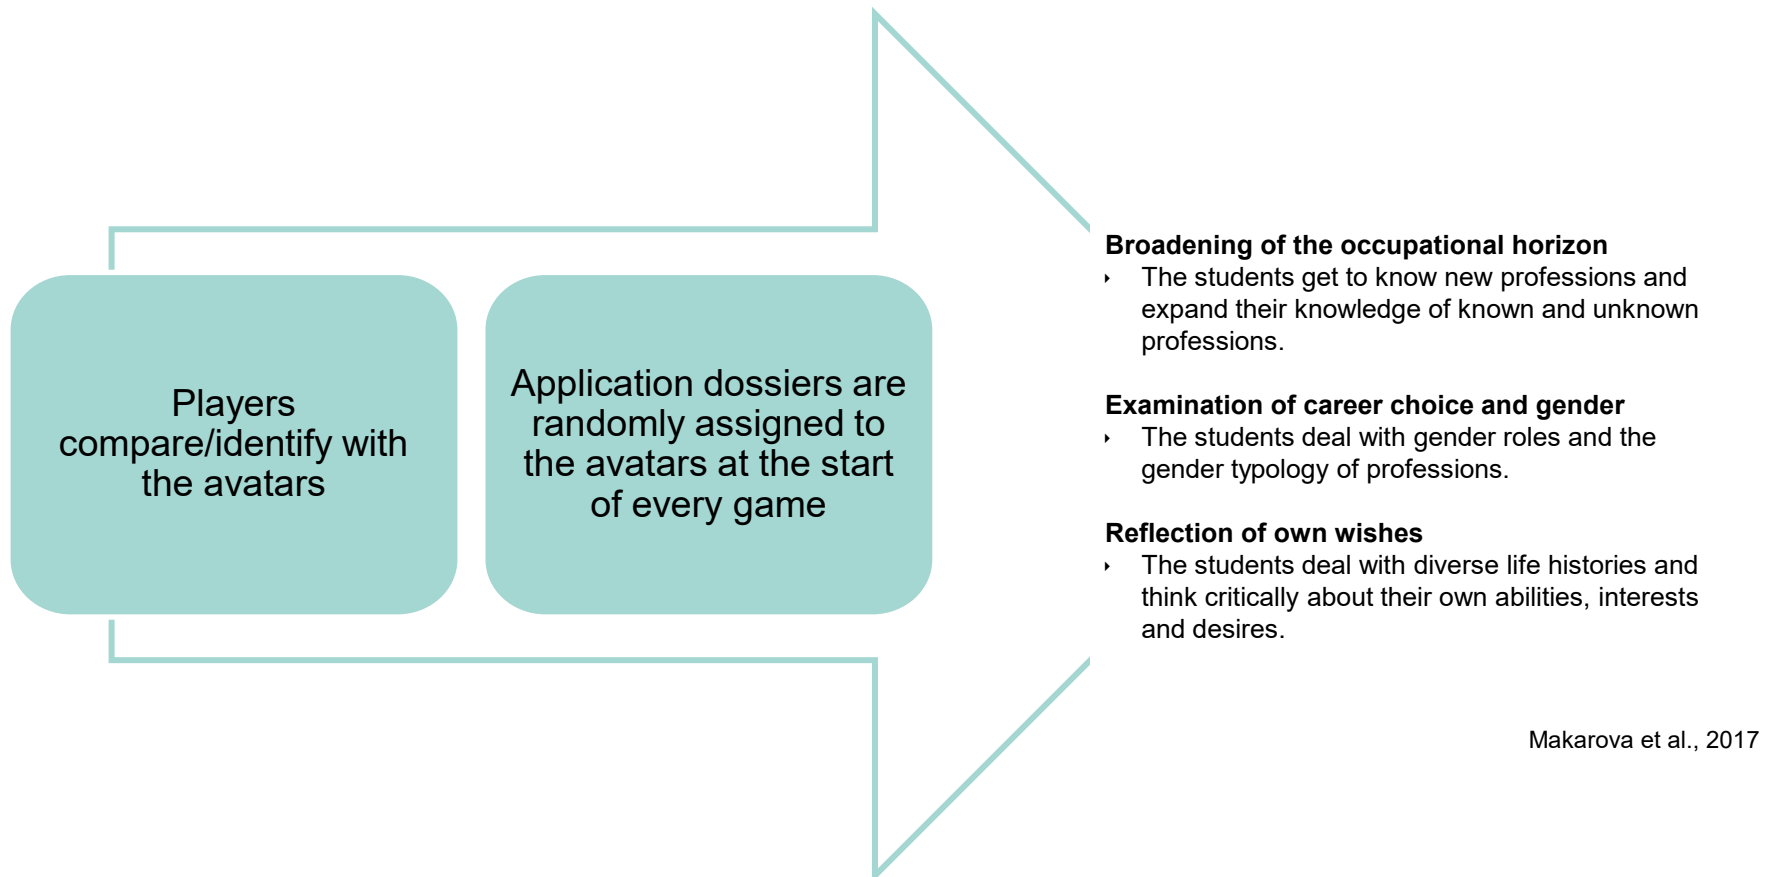 Players
compare/identify with
the avatars
Application dossiers are
randomly assigned to
the avatars at the start
of every game
Broadening of the occupational horizon
‣ The students get to know new professions and
expand their knowledge of known and unknown
professions.
Examination of career choice and gender
‣ The students deal with gender roles and the
gender typology of professions.
Reflection of own wishes
‣ The students deal with diverse life histories and
think critically about their own abilities, interests
and desires.
Makarova et al., 2017